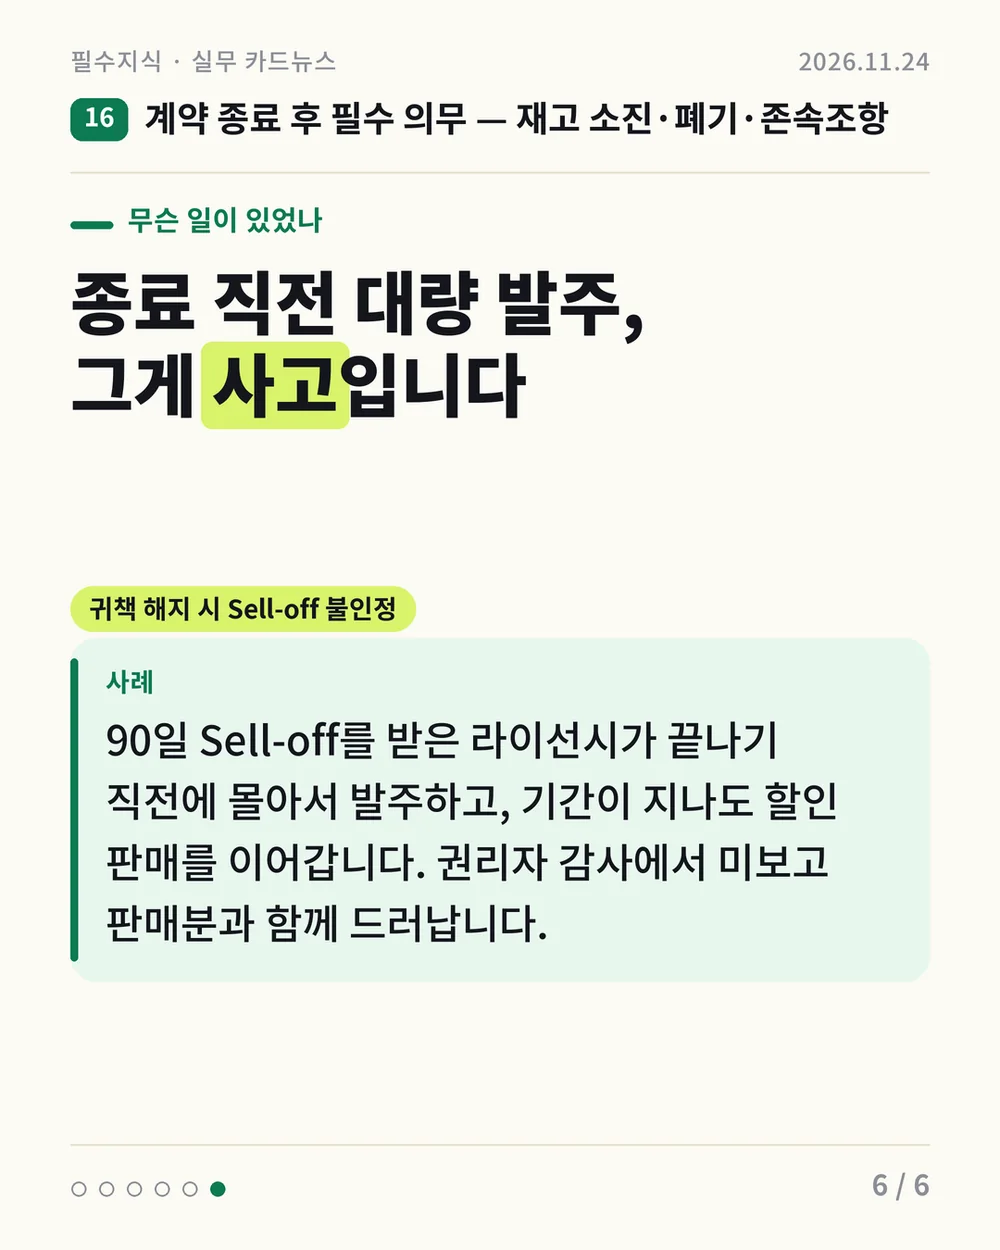 필수지식 · 실무 카드뉴스
2026.11.24
16 계약 종료 후 필수 의무 — 재고 소진·폐기·존속조항
무슨 일이 있었나
종료 직전 대량 발주,
그게 사고입니다
귀책 해지 시 Sell-off 불인정
사례
90일 Sell-off를 받은 라이선시가 끝나기
직전에 몰아서 발주하고, 기간이 지나도 할인
판매를 이어갑니다. 권리자 감사에서 미보고
판매분과 함께 드러납니다.
6 / 6